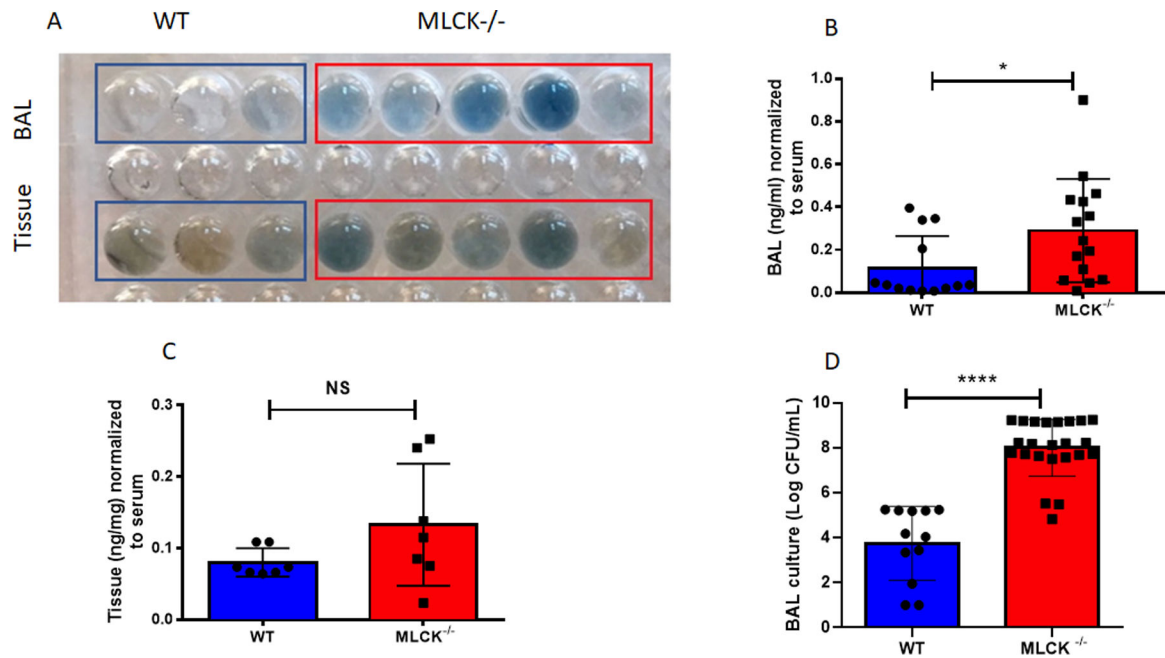 A WT MLCK-/-
BAL
Tissue
B
*
BAL (ng/ml) normalized
to serum
1.0
0.8
0.6
0.4
0.2
0.0
WT MLCK-/-
C
NS
Tissue (ng/mg) normalized
to serum
0.3
0.2
0.1
0.0
WT MLCK-/-
D
****
BAL culture (Log CFU/mL)
10
8
6
4
2
0
WT MLCK -/-